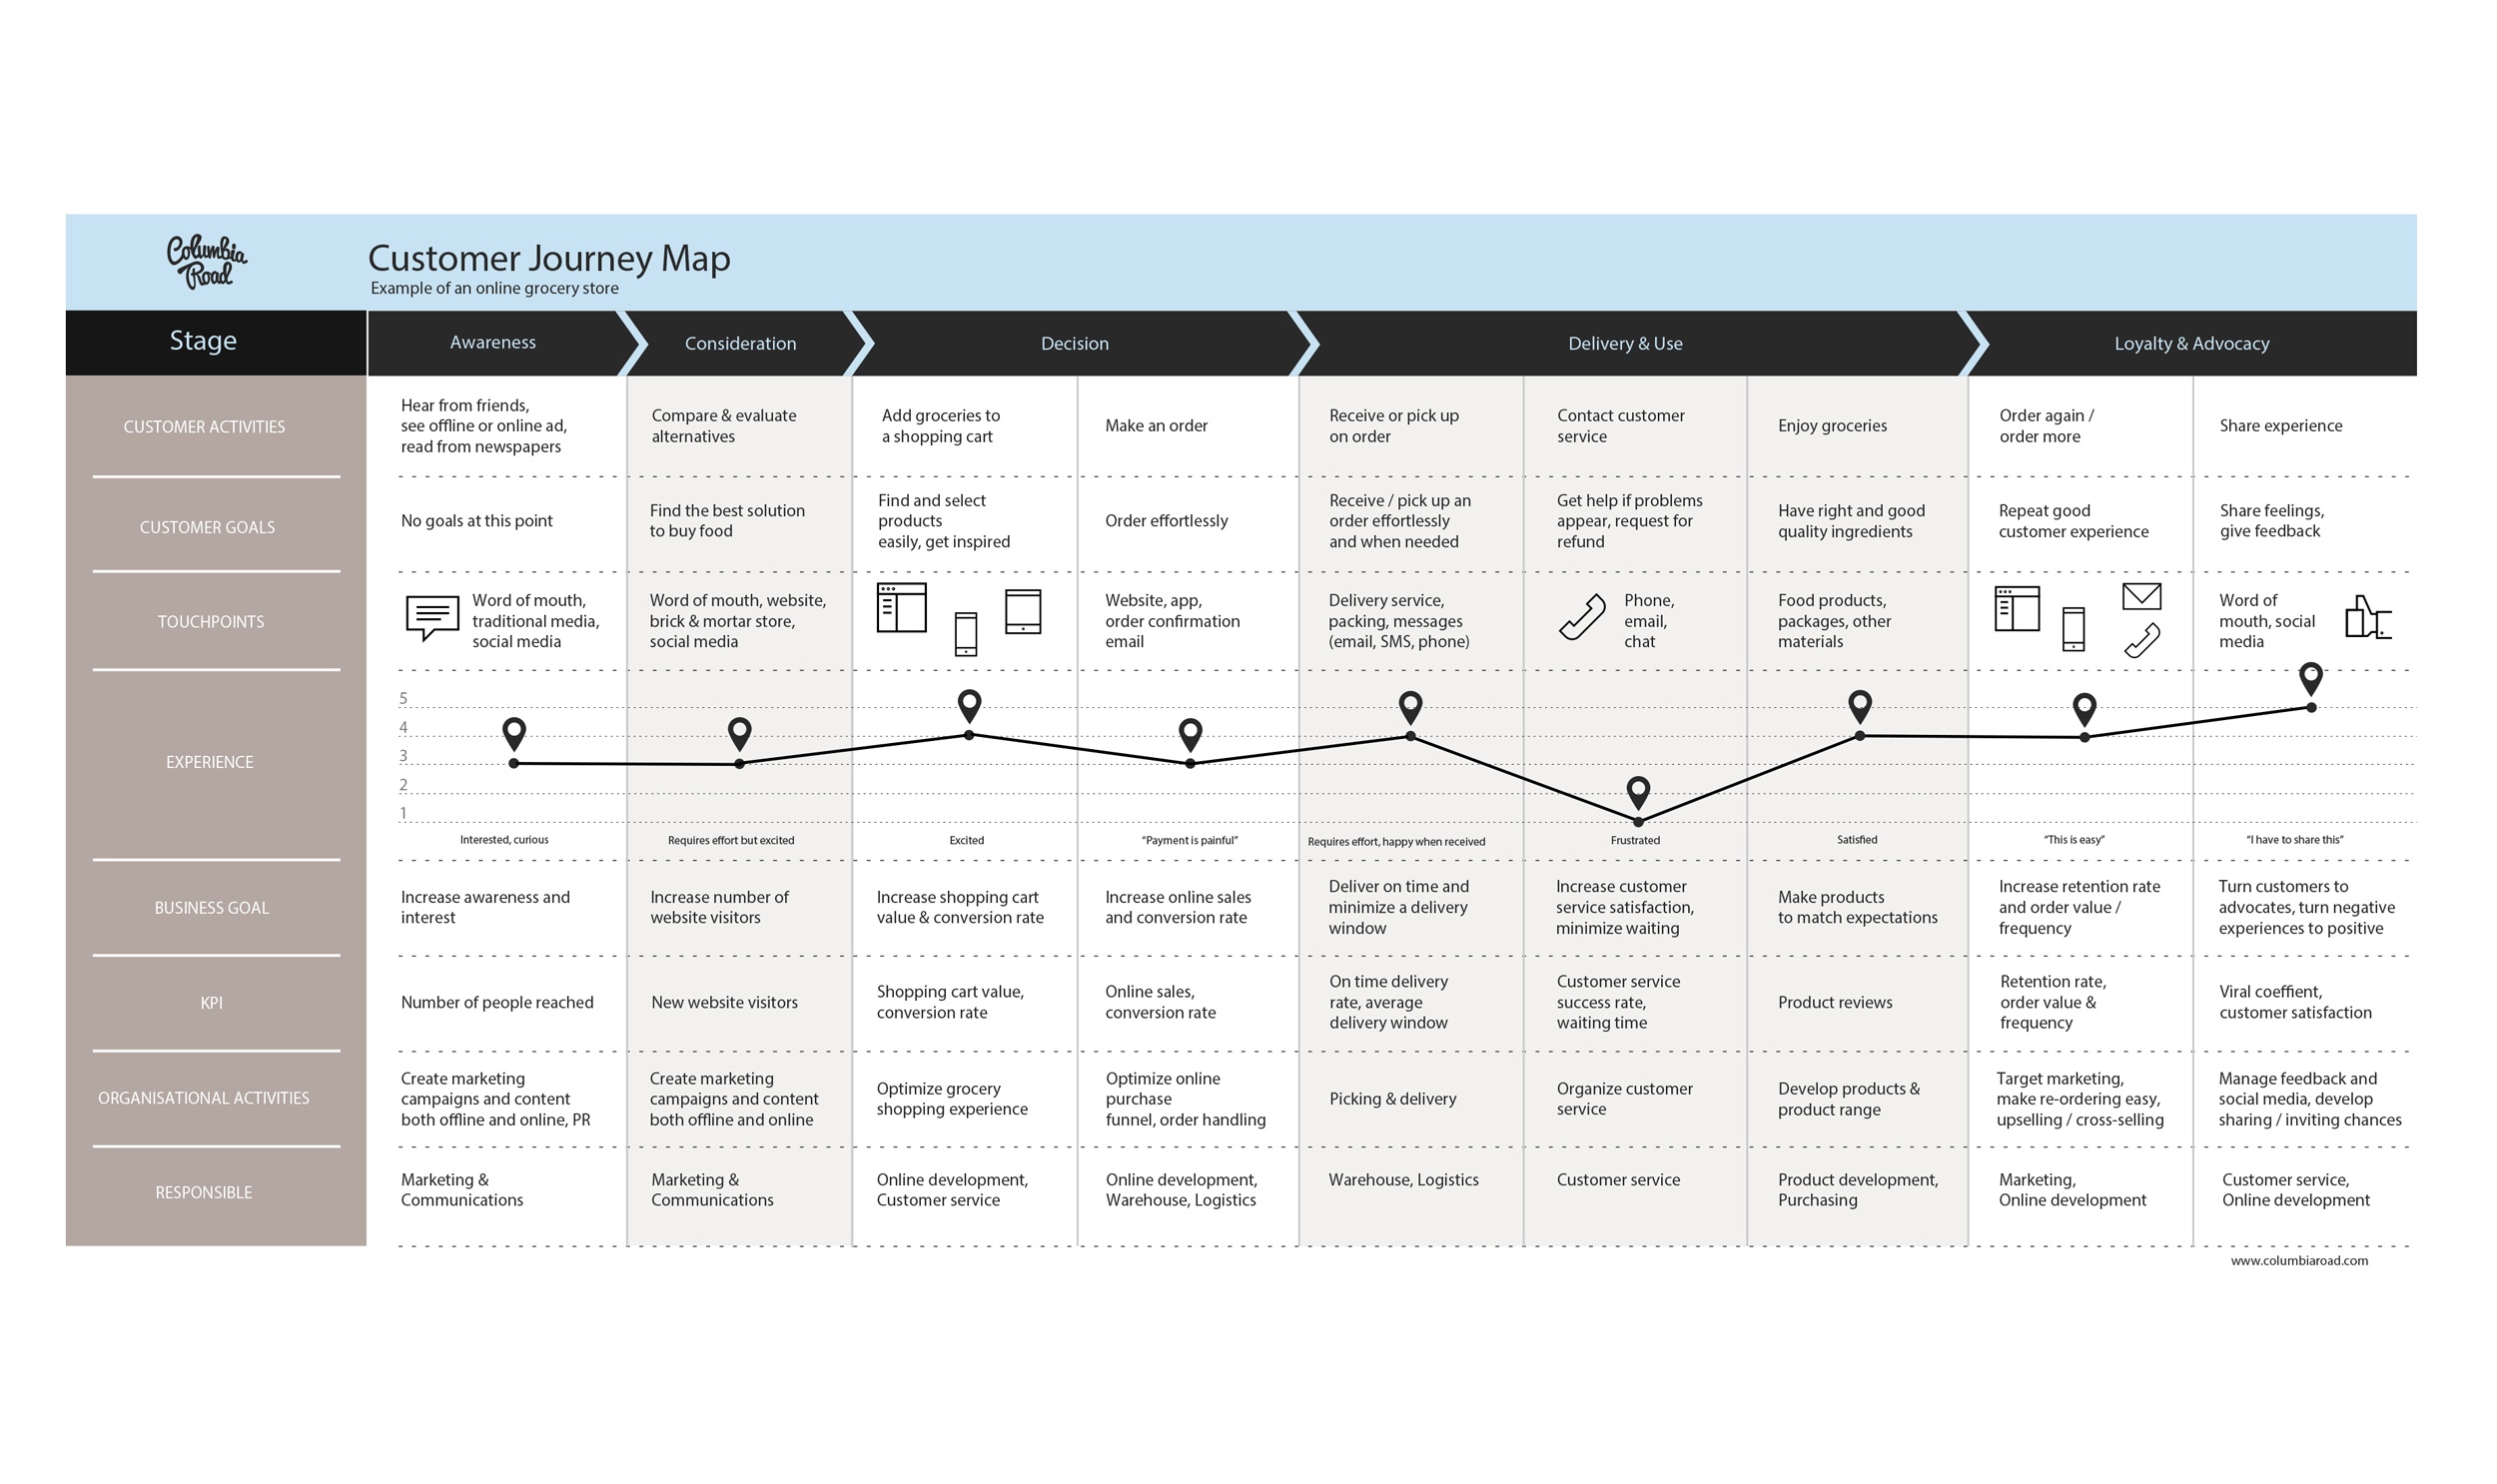 Columbia
Road
Customer Journey Map
Example of an online grocery store
Stage
Awareness
Consideration
Decision
Delivery & Use
Loyalty & Advocacy
CUSTOMER ACTIVITIES
Hear from friends,
see offline or online ad,
read from newspapers
Compare & evaluate
alternatives
Add groceries to
a shopping cart
Make an order
Receive or pick up
on order
Contact customer
service
Enjoy groceries
Order again /
order more
Share experience
CUSTOMER GOALS
No goals at this point
Find the best solution
to buy food
Find and select
products
easily, get inspired
Order effortlessly
Receive / pick up an
order effortlessly
and when needed
Get help if problems
appear, request for
refund
Have right and good
quality ingredients
Repeat good
customer experience
Share feelings,
give feedback
TOUCHPOINTS
Word of mouth,
traditional media,
social media
Word of mouth, website,
brick & mortar store,
social media
Website, app,
order confirmation
email
Delivery service,
packing, messages
(email, SMS, phone)
Phone,
email,
chat
Food products,
packages, other
materials
Word of
mouth, social
media
EXPERIENCE
5
4
3
2
1
Interested, curious
Requires effort but excited
Excited
“Payment is painful”
Requires effort, happy when received
Frustrated
Satisfied
“This is easy”
“I have to share this”
BUSINESS GOAL
Increase awareness and
interest
Increase number of
website visitors
Increase shopping cart
value & conversion rate
Increase online sales
and conversion rate
Deliver on time and
minimize a delivery
window
Increase customer
service satisfaction,
minimize waiting
Make products
to match expectations
Increase retention rate
and order value /
frequency
Turn customers to
advocates, turn negative
experiences to positive
KPI
Number of people reached
New website visitors
Shopping cart value,
conversion rate
Online sales,
conversion rate
On time delivery
rate, average
delivery window
Customer service
success rate,
waiting time
Product reviews
Retention rate,
order value &
frequency
Viral coeffient,
customer satisfaction
ORGANISATIONAL ACTIVITIES
Create marketing
campaigns and content
both offline and online, PR
Create marketing
campaigns and content
both offline and online
Optimize grocery
shopping experience
Optimize online
purchase
funnel, order handling
Picking & delivery
Organize customer
service
Develop products &
product range
Target marketing,
make re-ordering easy,
upselling / cross-selling
Manage feedback and
social media, develop
sharing / inviting chances
RESPONSIBLE
Marketing &
Communications
Marketing &
Communications
Online development,
Customer service
Online development,
Warehouse, Logistics
Warehouse, Logistics
Customer service
Product development,
Purchasing
Marketing,
Online development
Customer service,
Online development
www.columbiaroad.com